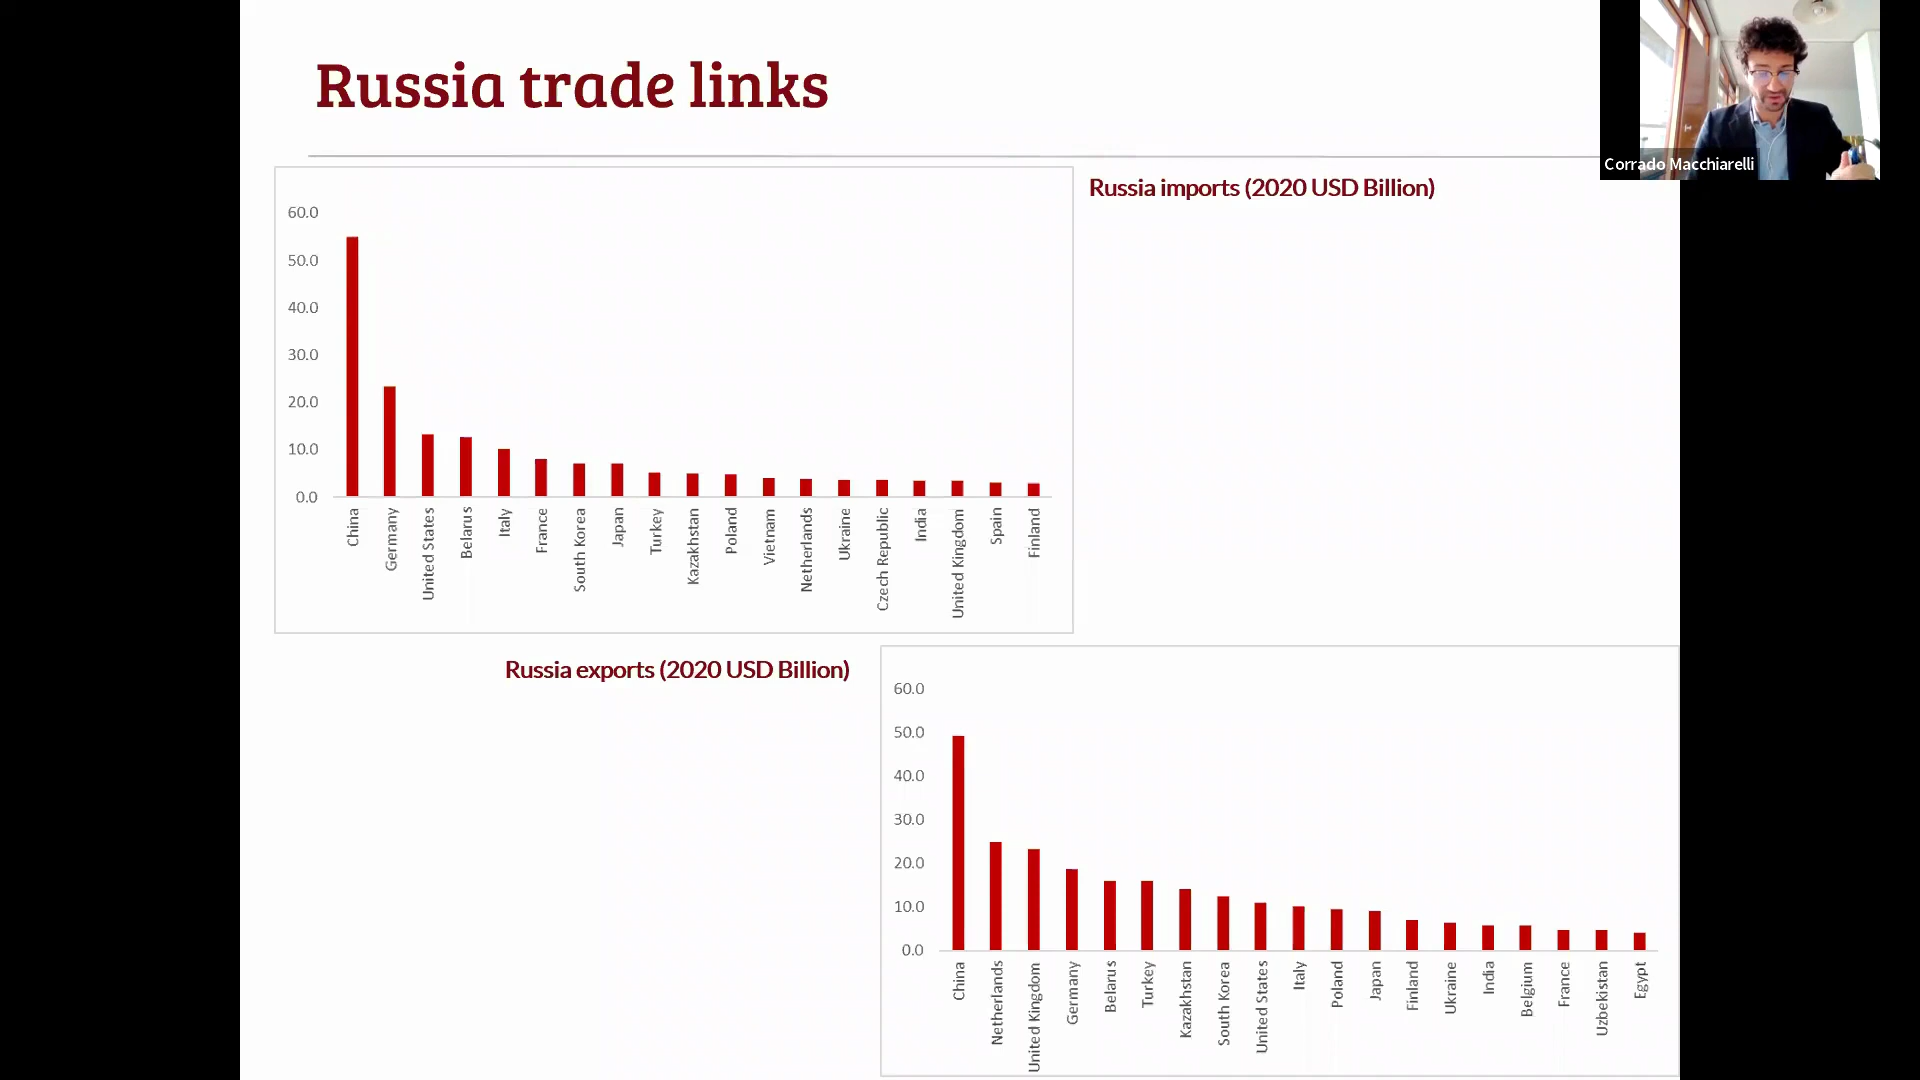 Russia trade links
Corrado Macchiarelli
Russia imports (2020 USD Billion)
60.0
50.0
40.0
30.0
20.0
10.0
0.0
China
Germany
United States
Belarus
Italy
France
South Korea
Japan
Turkey
Kazakhstan
Poland
Vietnam
Netherlands
Ukraine
Czech Republic
India
United Kingdom
Spain
Finland
Russia exports (2020 USD Billion)
60.0
50.0
40.0
30.0
20.0
10.0
0.0
China
Netherlands
United Kingdom
Germany
Belarus
Turkey
Kazakhstan
South Korea
United States
Italy
Poland
Japan
Finland
Ukraine
India
Belgium
France
Uzbekistan
Egypt